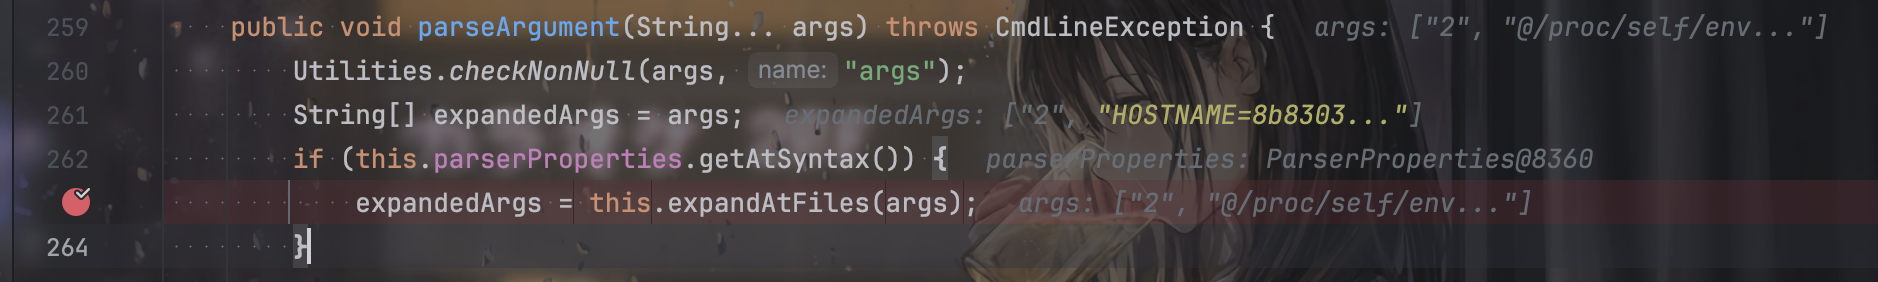 259 public void parseArgument(String... args) throws CmdLineException { args: ["2", "@/proc/self/env..."]
260 Utilities.checkNonNull(args, name: "args");
261 String[] expandedArgs = args; expandedArgs: ["2", "HOSTNAME=8b8303..."]
262 if (this.parserProperties.getAtSyntax()) { parserProperties: ParserProperties@8360
expandedArgs = this.expandAtFiles(args); args: ["2", "@/proc/self/env..."]
264 }